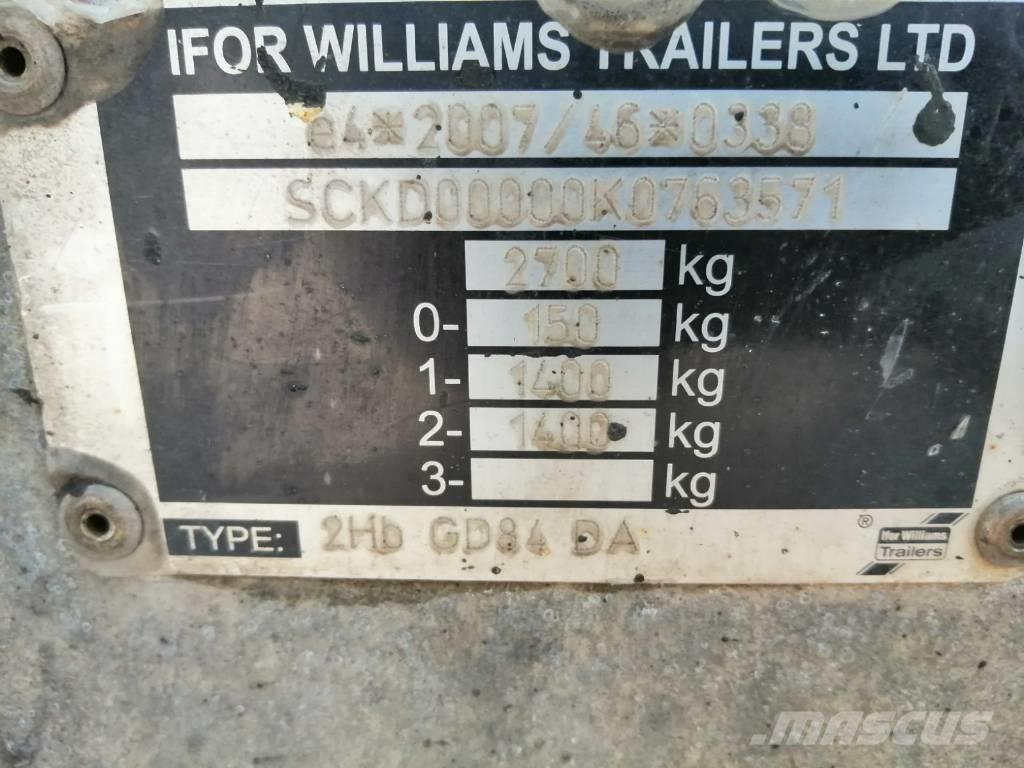 IFOR WILLIAMS TRAILERS LTD
e4*2007/46*0338
SCKD00000K0763571
2700 kg
0- 150 kg
1- 1400 kg
2- 1400 kg
3- kg
TYPE: 2Hb GD84 DA
® Ifor Williams
Trailers
MASCUS